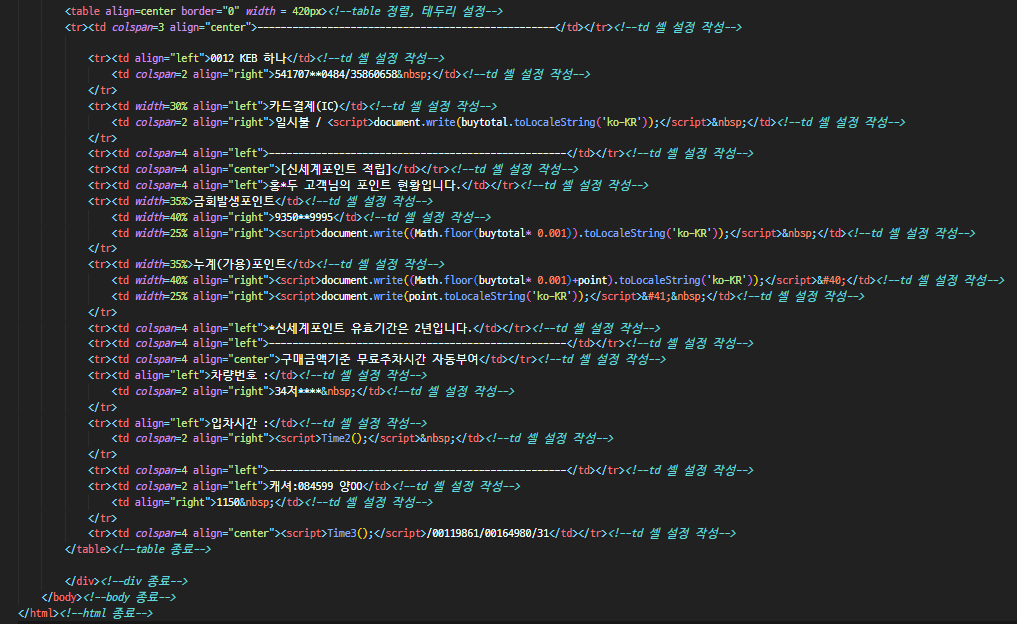 <table align=center border="0" width = 420px><!--table 정렬, 테두리 설정-->
<tr><td colspan=3 align="center">---------------------------------------------------</td></tr><!--td 셀 설정 작성-->
<tr><td align="left">0012 KEB 하나</td><!--td 셀 설정 작성-->
<td colspan=2 align="right">541707**0484/35860658&nbsp;</td><!--td 셀 설정 작성-->
</tr>
<tr><td width=30% align="left">카드결제(IC)</td><!--td 셀 설정 작성-->
<td colspan=2 align="right">일시불 / <script>document.write(buytotal.toLocaleString('ko-KR'));</script>&nbsp;</td><!--td 셀 설정 작성-->
</tr>
<tr><td colspan=4 align="left">---------------------------------------------------</td></tr><!--td 셀 설정 작성-->
<tr><td colspan=4 align="center">[신세계포인트 적립]</td></tr><!--td 셀 설정 작성-->
<tr><td colspan=4 align="left">홍*두 고객님의 포인트 현황입니다.</td></tr><!--td 셀 설정 작성-->
<tr><td width=35%>금회발생포인트</td><!--td 셀 설정 작성-->
<td width=40% align="right">9350**9995</td><!--td 셀 설정 작성-->
<td width=25% align="right"><script>document.write((Math.floor(buytotal* 0.001)).toLocaleString('ko-KR'));</script>&nbsp;</td><!--td 셀 설정 작성-->
</tr>
<tr><td width=35%>누계(가용)포인트</td><!--td 셀 설정 작성-->
<td width=40% align="right"><script>document.write((Math.floor(buytotal* 0.001)+point).toLocaleString('ko-KR'));</script>&#40;</td><!--td 셀 설정 작성-->
<td width=25% align="right"><script>document.write(point.toLocaleString('ko-KR'));</script>&#41;&nbsp;</td><!--td 셀 설정 작성-->
</tr>
<tr><td colspan=4 align="left">*신세계포인트 유효기간은 2년입니다.</td></tr><!--td 셀 설정 작성-->
<tr><td colspan=4 align="left">---------------------------------------------------</td></tr><!--td 셀 설정 작성-->
<tr><td colspan=4 align="center">구매금액기준 무료주차시간 자동부여</td></tr><!--td 셀 설정 작성-->
<tr><td align="left">차량번호 :</td><!--td 셀 설정 작성-->
<td colspan=2 align="right">34저****&nbsp;</td><!--td 셀 설정 작성-->
</tr>
<tr><td align="left">입차시간 :</td><!--td 셀 설정 작성-->
<td colspan=2 align="right"><script>Time2();</script>&nbsp;</td><!--td 셀 설정 작성-->
</tr>
<tr><td colspan=4 align="left">---------------------------------------------------</td></tr><!--td 셀 설정 작성-->
<tr><td colspan=2 align="left">캐셔:084599 양00</td><!--td 셀 설정 작성-->
<td align="right">1150&nbsp;</td><!--td 셀 설정 작성-->
</tr>
<tr><td colspan=4 align="center"><script>Time3();</script>/00119861/00164980/31</td></tr><!--td 셀 설정 작성-->
</table><!--table 종료-->
</div><!--div 종료-->
</body><!--body 종료-->
</html><!--html 종료-->